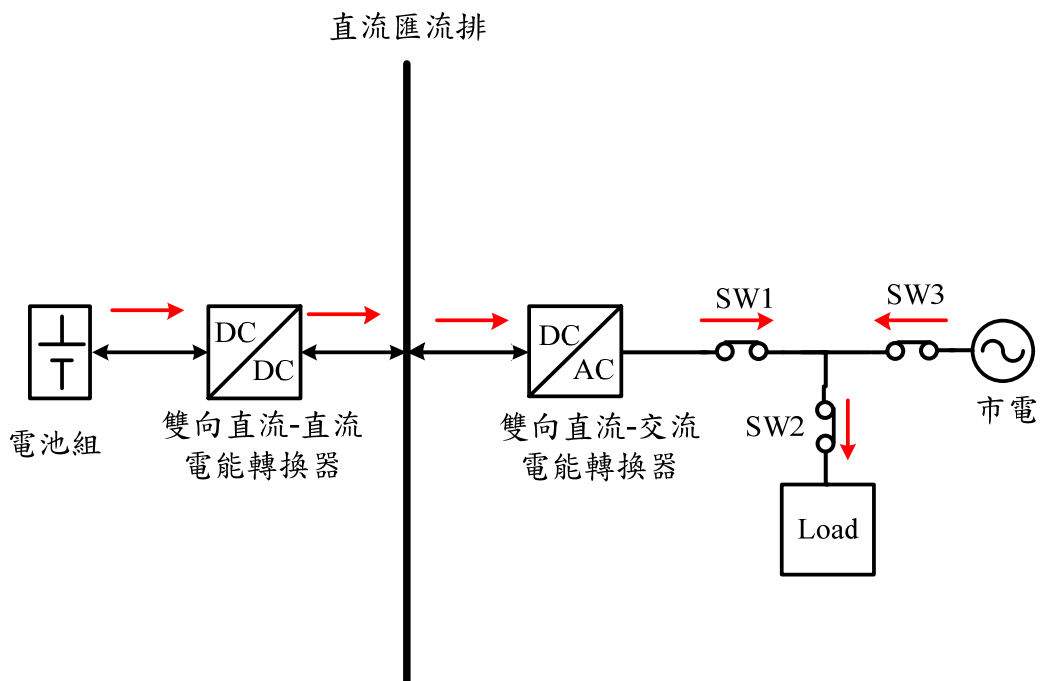 直流匯流排
SW1
SW3
DC
DC
DC
AC
電池組
雙向直流-直流
電能轉換器
雙向直流-交流
電能轉換器
SW2
市電
Load